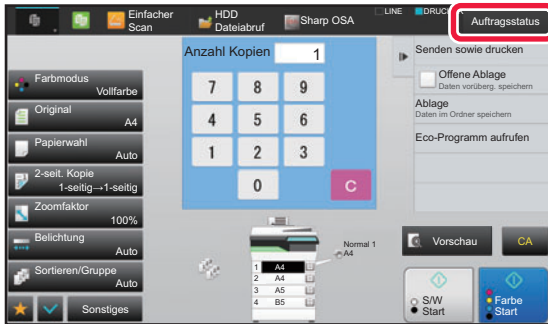 Einfacher
Scan
HDD
Dateiabruf
Sharp OSA
LINE
Auftragsstatus
Anzahl Kopien
1
Senden sowie drucken
Offene Ablage
Daten vorüberg. speichern
Ablage
Daten im Ordner speichern
Eco-Programm aufrufen
7 8 9
4 5 6
1 2 3
0 C
Farbmodus
Vollfarbe
Original
A4
Papierwahl
Auto
2-seit. Kopie
1-seitig→1-seitig
Zoomfaktor
100%
Belichtung
Auto
Sortieren/Gruppe
Auto
Sonstiges
Normal 1
A4
1 A4
2 A4
3 A5
4 B5
Vorschau
CA
S/W
Start
Farbe
Start